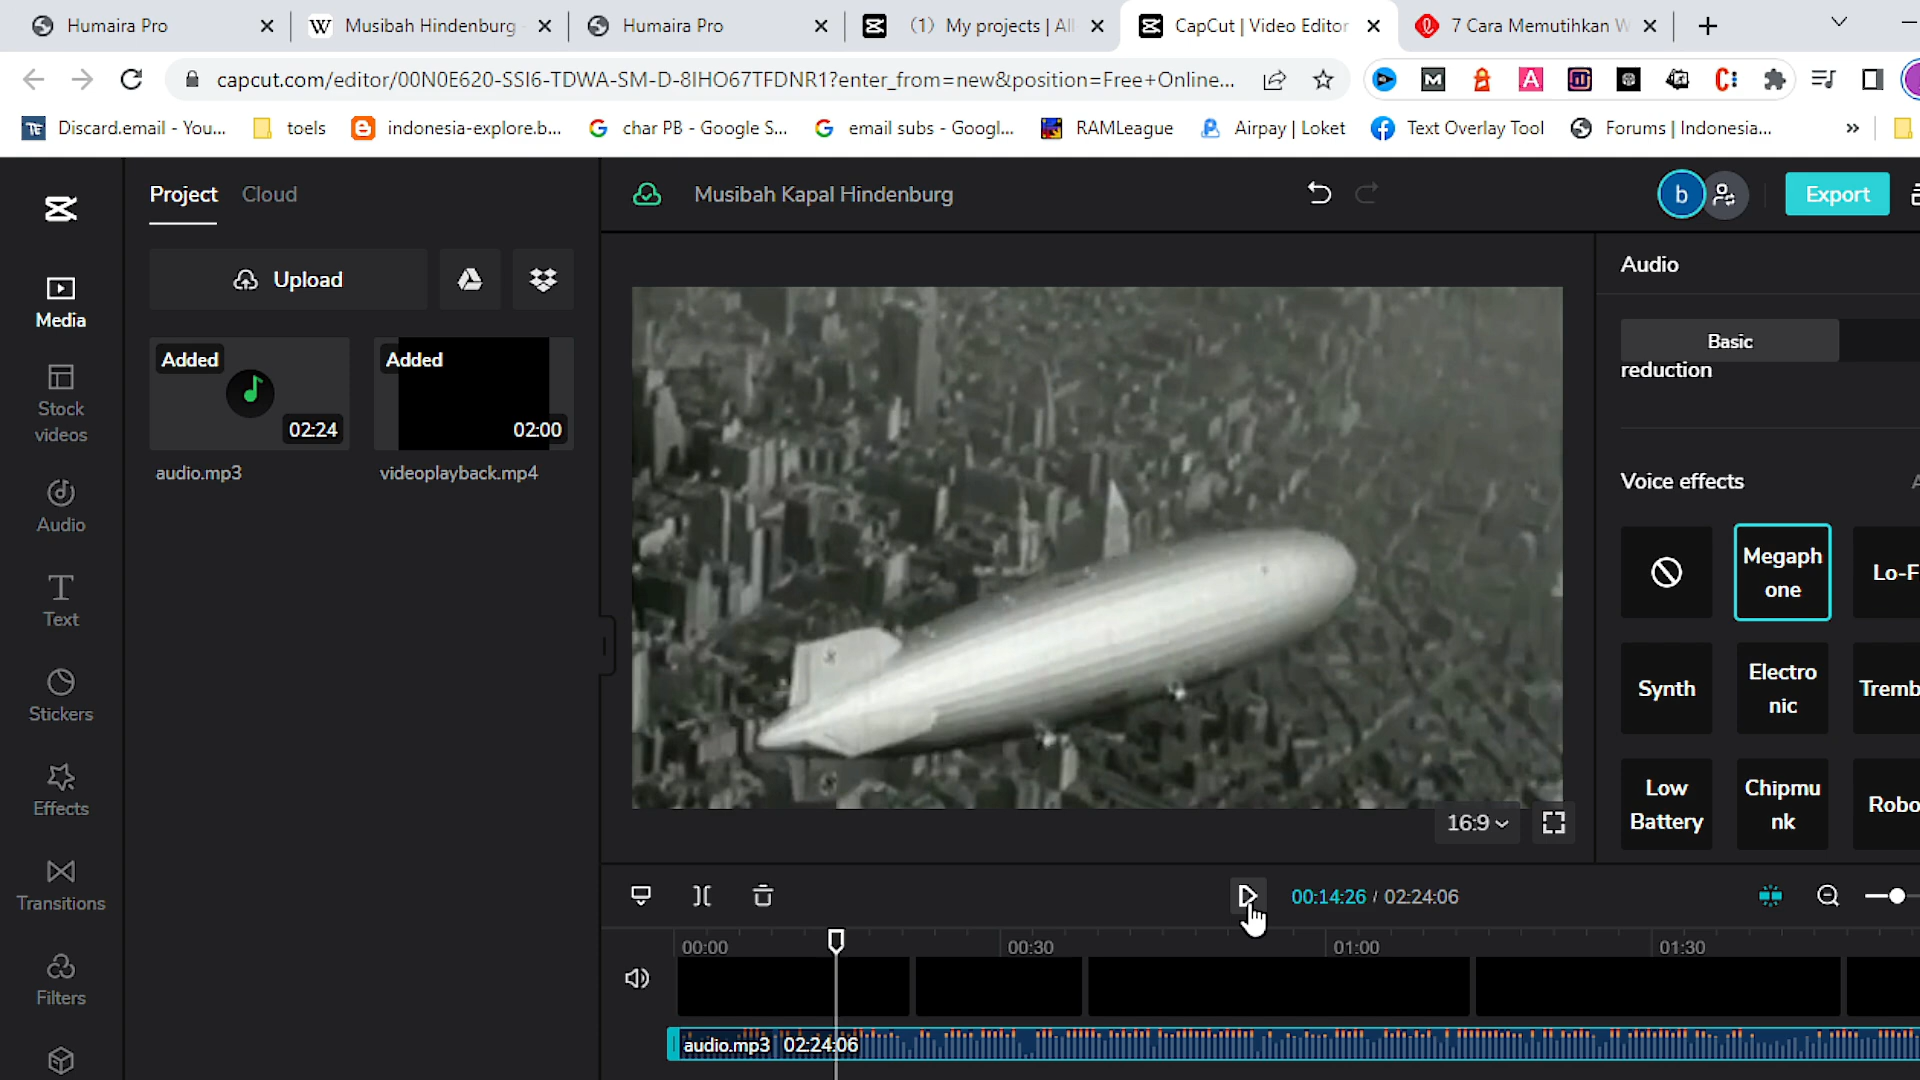 Humaira Pro
Musibah Hindenburg
Humaira Pro
(1) My projects | All
CapCut | Video Editor
7 Cara Memutihkan W
capcut.com/editor/00N0E620-SSI6-TDWA-SM-D-8IHO67TFDNR1?enter_from=new&position=Free+Online...
Discard.email - You...
toels
indonesia-explore.b...
char PB - Google S...
email subs - Googl...
RAMLeague
Airpay | Loket
Text Overlay Tool
Forums | Indonesia...
Project
Cloud
Musibah Kapal Hindenburg
b
Export
Media
Stock
videos
Audio
Text
Stickers
Effects
Transitions
Filters
Upload
Added
02:24
audio.mp3
Added
02:00
videoplayback.mp4
16:9
Audio
Basic
reduction
Voice effects
Megaph
one
Lo-F
Synth
Electro
nic
Tremb
Low
Battery
Chipmu
nk
Robo
00:14:26 / 02:24:06
00:00
00:30
01:00
01:30
audio.mp3 02:24:06